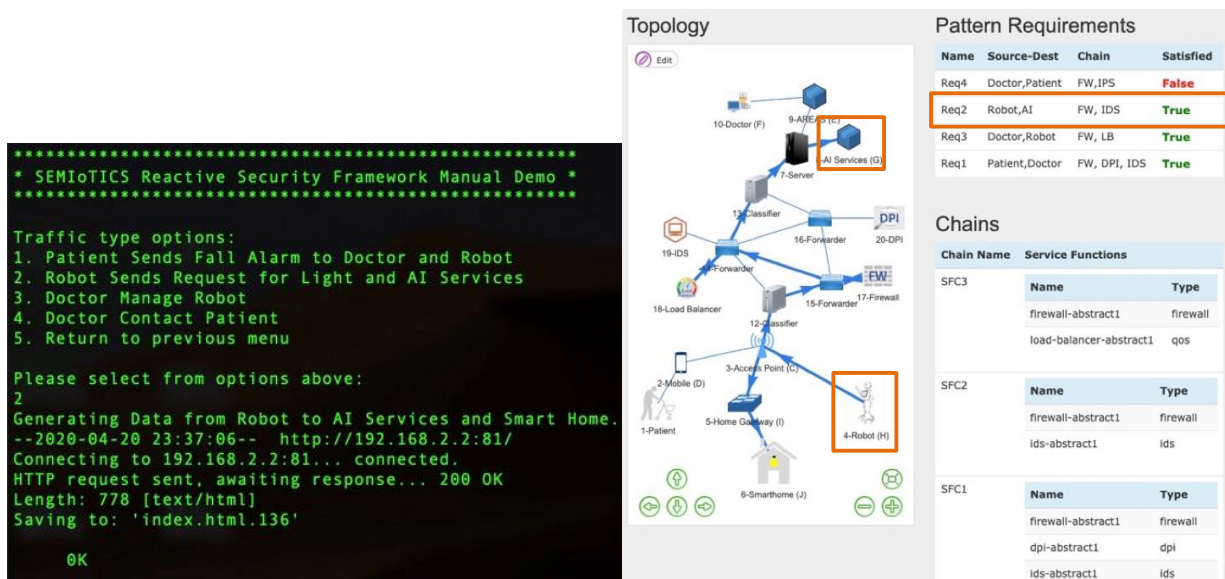 ******************************************************
* SEMIoTICS Reactive Security Framework Manual Demo *
******************************************************
Traffic type options:
1. Patient Sends Fall Alarm to Doctor and Robot
2. Robot Sends Request for Light and AI Services
3. Doctor Manage Robot
4. Doctor Contact Patient
5. Return to previous menu
Please select from options above:
2
Generating Data from Robot to AI Services and Smart Home.
--2020-04-20 23:37:06-- http://192.168.2.2:81/
Connecting to 192.168.2.2:81... connected.
HTTP request sent, awaiting response... 200 OK
Length: 778 [text/html]
Saving to: 'index.html.136'
0K
Topology
Edit
10-Doctor (F)
9-AREAS (E)
8-AI Services (G)
7-Server
13-Classifier
DPI
16-Forwarder
20-DPI
19-IDS
14-Forwarder
FW
15-Forwarder
17-Firewall
18-Load Balancer
12-Classifier
3-Access Point (C)
2-Mobile (D)
1-Patient
5-Home Gateway (I)
4-Robot (H)
6-Smarthome (J)
Pattern Requirements
Name Source-Dest Chain Satisfied
Req4 Doctor,Patient FW,IPS False
Req2 Robot,AI FW, IDS True
Req3 Doctor,Robot FW, LB True
Req1 Patient,Doctor FW, DPI, IDS True
Chains
Chain Name Service Functions
SFC3
Name Type
firewall-abstract1 firewall
load-balancer-abstract1 qos
SFC2
Name Type
firewall-abstract1 firewall
ids-abstract1 ids
SFC1
Name Type
firewall-abstract1 firewall
dpi-abstract1 dpi
ids-abstract1 ids